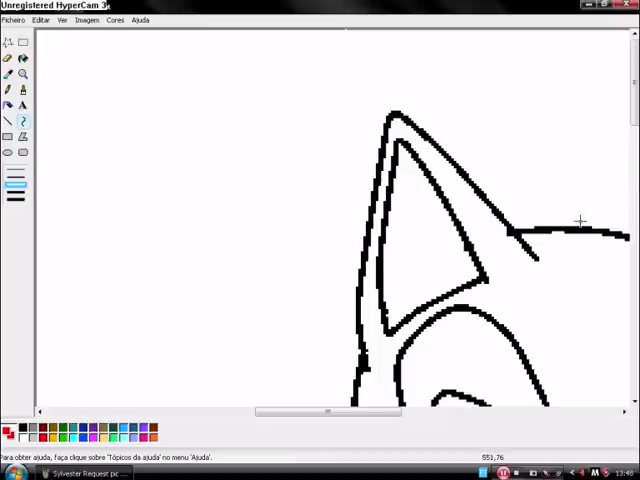 Unregistered HyperCam 3
Ficheiro Editar Ver Imagem Cores Ajuda
A
Para obter ajuda, faça clique sobre 'Tópicos da ajuda' no menu 'Ajuda'.
551,76
Sylvester Request pic ...
13:48